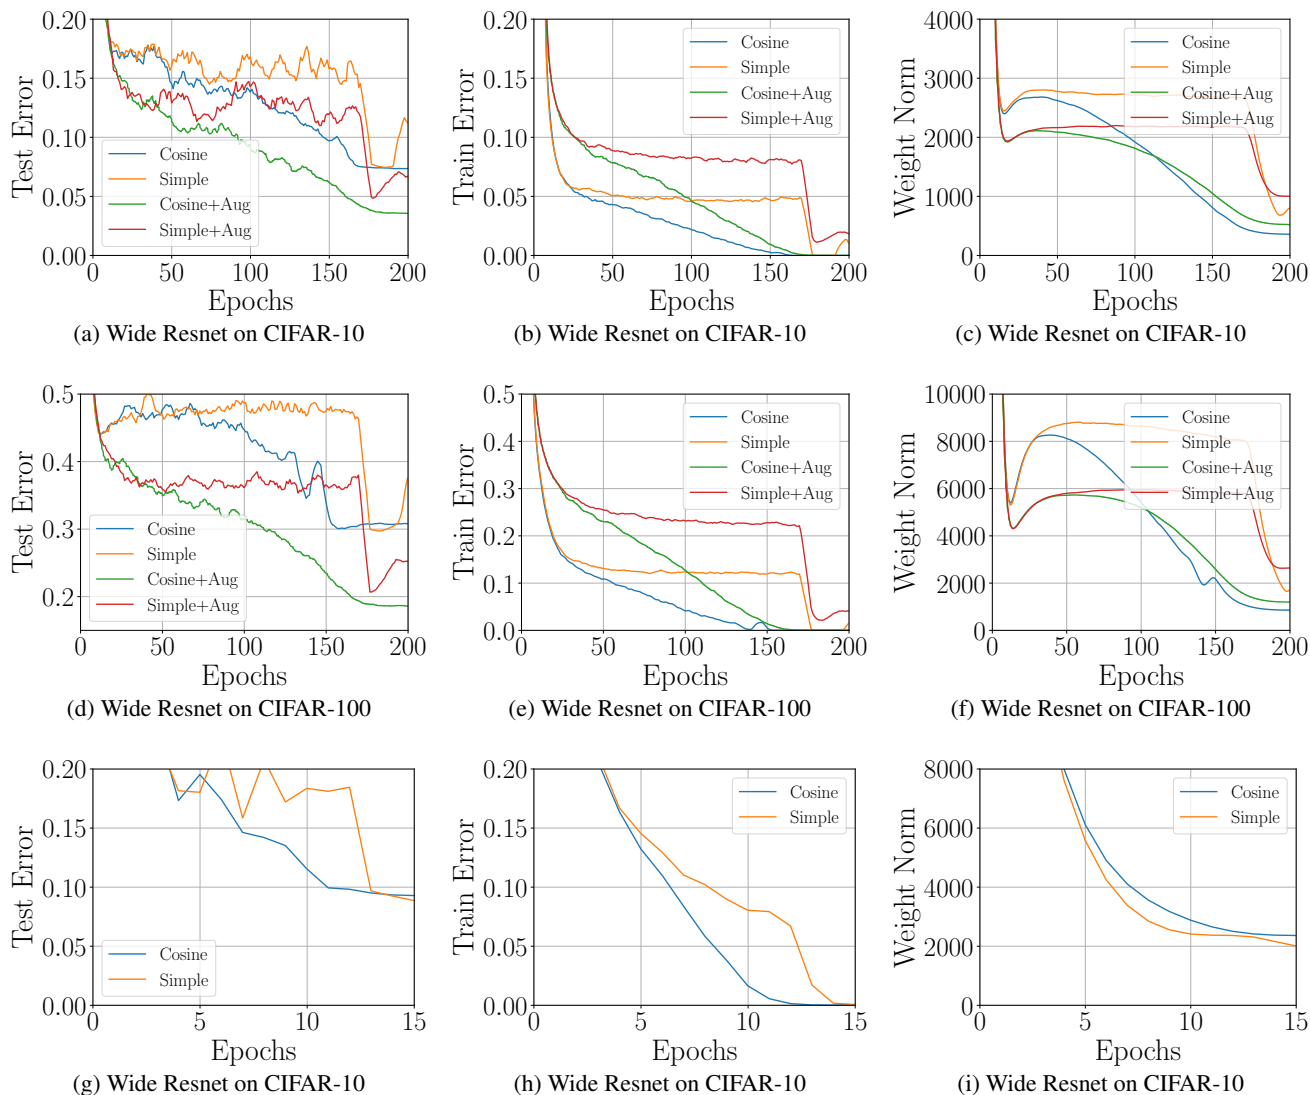 0.20
0.15
0.10
0.05
0.00
Test Error
Cosine
Simple
Cosine+Aug
Simple+Aug
0 50 100 150 200
Epochs
(a) Wide Resnet on CIFAR-10
0.20
0.15
0.10
0.05
0.00
Train Error
Cosine
Simple
Cosine+Aug
Simple+Aug
0 50 100 150 200
Epochs
(b) Wide Resnet on CIFAR-10
4000
3000
2000
1000
0
Weight Norm
Cosine
Simple
Cosine+Aug
Simple+Aug
0 50 100 150 200
Epochs
(c) Wide Resnet on CIFAR-10
0.5
0.4
0.3
0.2
Test Error
Cosine
Simple
Cosine+Aug
Simple+Aug
0 50 100 150 200
Epochs
(d) Wide Resnet on CIFAR-100
0.5
0.4
0.3
0.2
0.1
0.0
Train Error
Cosine
Simple
Cosine+Aug
Simple+Aug
0 50 100 150 200
Epochs
(e) Wide Resnet on CIFAR-100
10000
8000
6000
4000
2000
0
Weight Norm
Cosine
Simple
Cosine+Aug
Simple+Aug
0 50 100 150 200
Epochs
(f) Wide Resnet on CIFAR-100
0.20
0.15
0.10
0.05
0.00
Test Error
Cosine
Simple
0 5 10 15
Epochs
(g) Wide Resnet on CIFAR-10
0.20
0.15
0.10
0.05
0.00
Train Error
Cosine
Simple
0 5 10 15
Epochs
(h) Wide Resnet on CIFAR-10
8000
6000
4000
2000
0
Weight Norm
Cosine
Simple
0 5 10 15
Epochs
(i) Wide Resnet on CIFAR-10